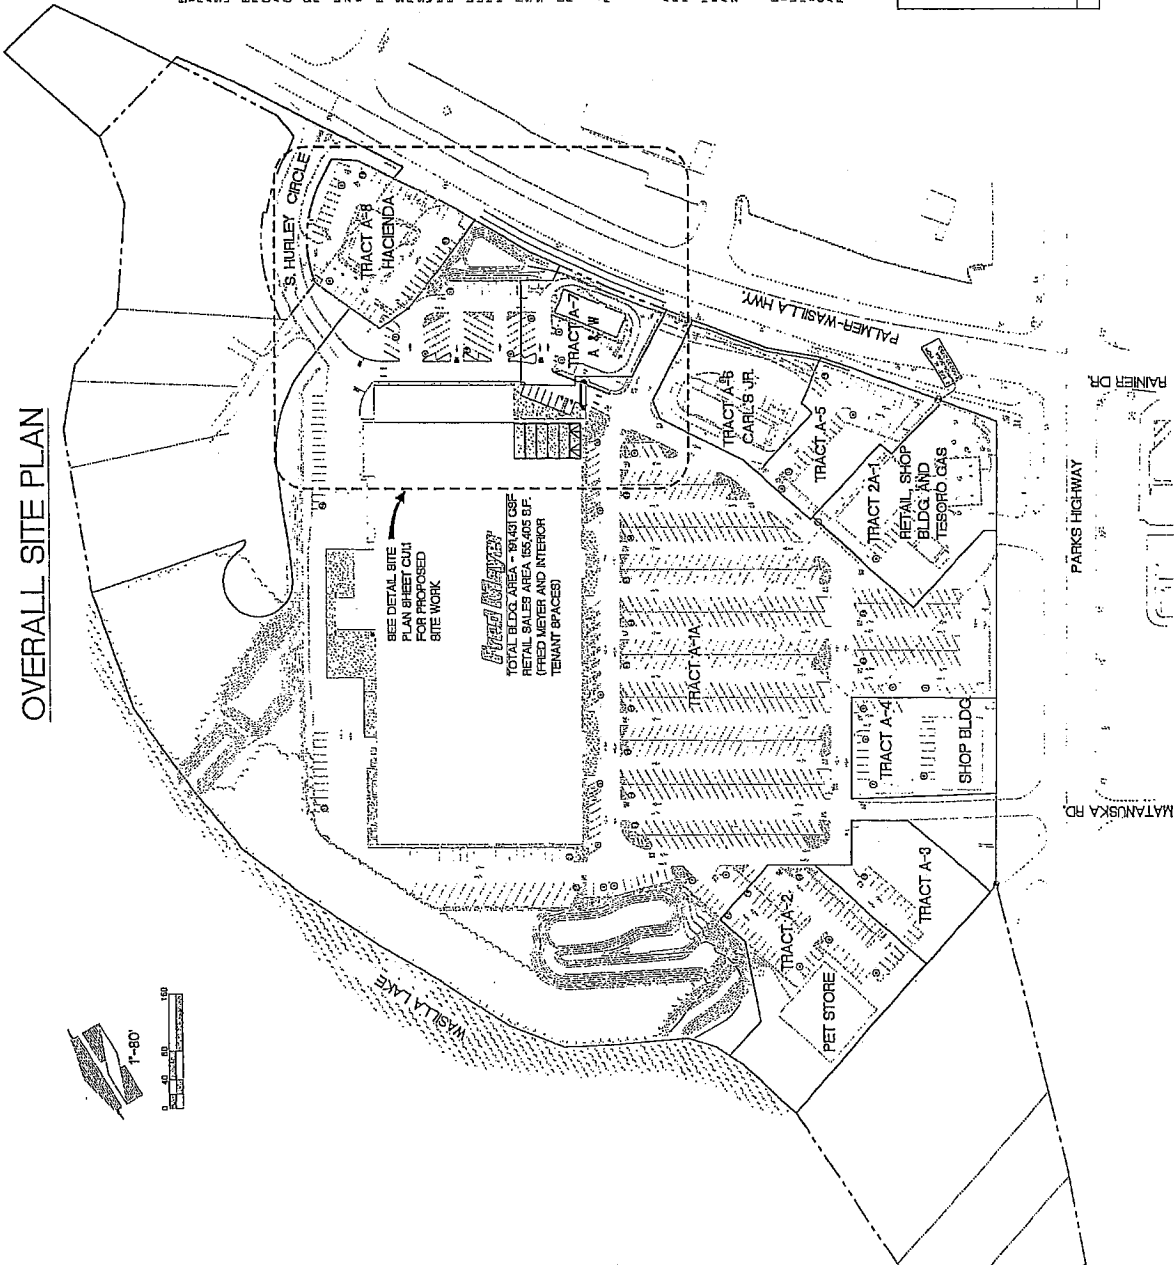 OVERALL SITE PLAN
1"-80'
0 40 80 160
WASILLA LAKE
S. HURLEY CIRCLE
TRACT A-8
HACIENDA
TRACT A-7
A & W
PALMER-WASILLA HWY.
SEE DETAIL SITE
PLAN SHEET CU1.1
FOR PROPOSED
SITE WORK
Fred Meyer
TOTAL BLDG. AREA - 191,431 GSF
RETAIL SALES AREA 155,405 S.F.
(FRED MEYER AND INTERIOR
TENANT SPACES)
TRACT A-6
CARL'S JR.
TRACT A-5
TRACT 2A-1
RETAIL, SHOP
BLDG. AND
TESORO GAS
TRACT A-1A
TRACT A-4
SHOP BLDG.
TRACT A-3
TRACT A-2
PET STORE
PARKS HIGHWAY
RAINIER DR.
MATANUSKA RD.